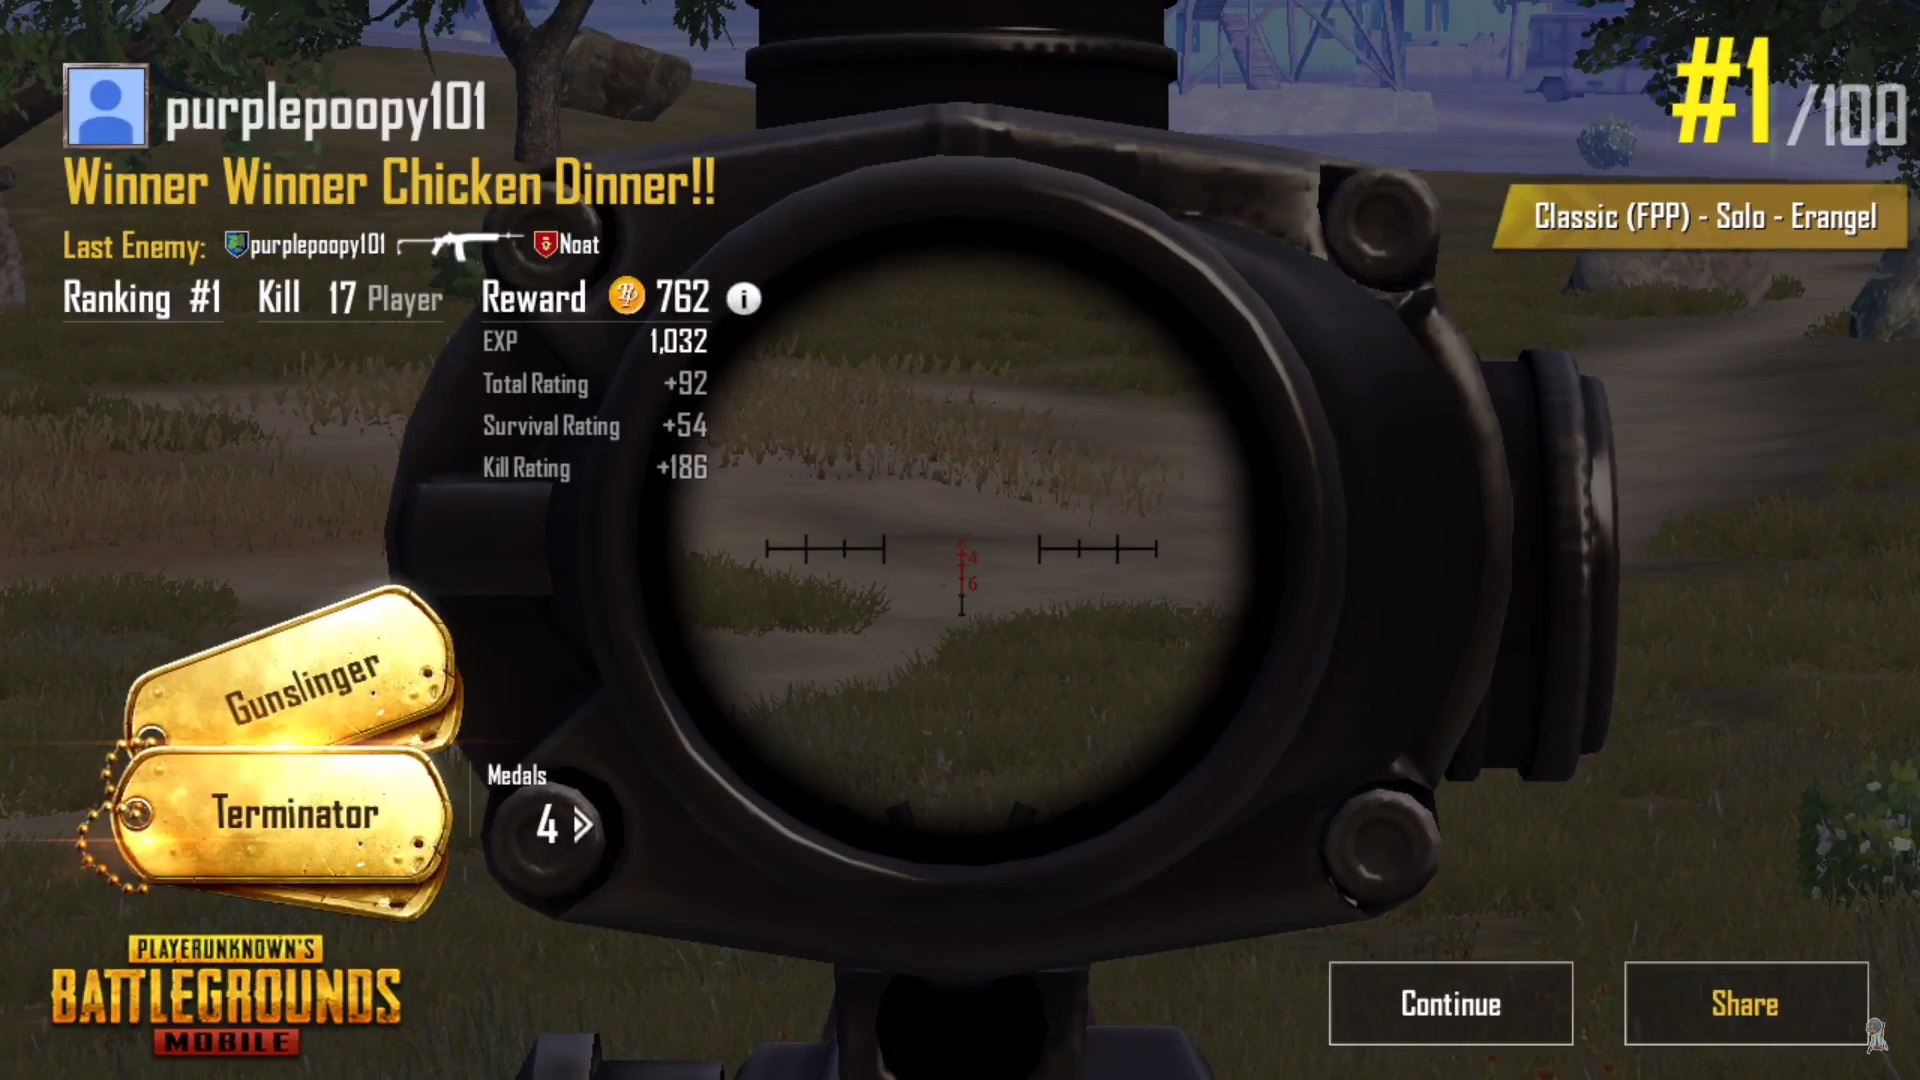 purplepoopy101
#1/100
Winner Winner Chicken Dinner!!
Classic (FPP) - Solo - Erangel
Last Enemy: purplepoopy101 Noat
Ranking #1 Kill 17 Player Reward 762
EXP 1,032
Total Rating +92
Survival Rating +54
Kill Rating +186
4
6
Gunslinger
Terminator
Medals
4
PLAYERUNKNOWN'S
BATTLEGROUNDS
MOBILE
Continue
Share